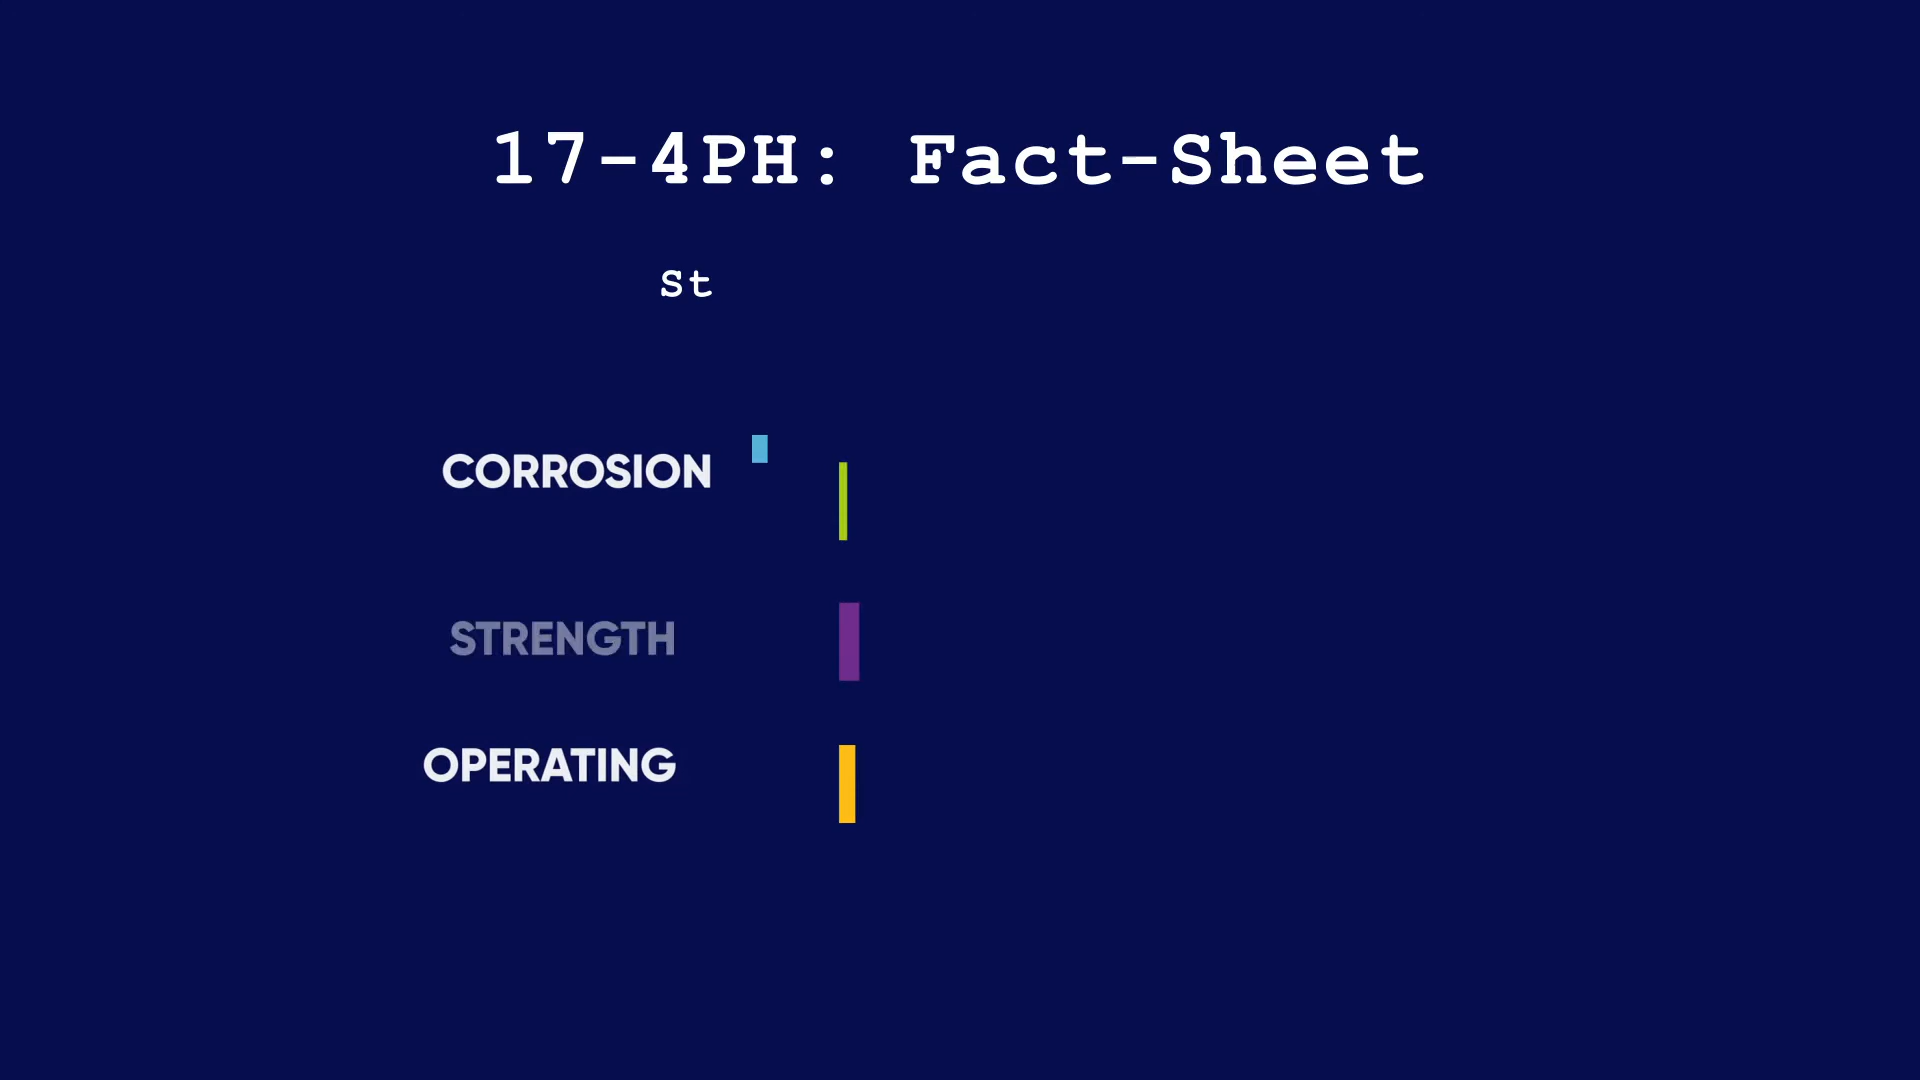 17-4PH: Fact-Sheet
St
CORROSION
STRENGTH
OPERATING